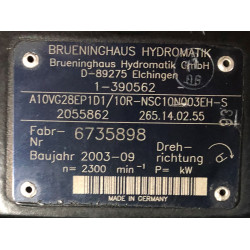 BRUENINGHAUS HYDROMATIK
Brueninghaus Hydromatik GmbH
D-89275 Elchingen
1-390562
A10VG28EP1D1/10R-NSC10N003EH-S
2055862 265.14.02.55
Fabr- 6735898
Nr
Baujahr 2003-09 Dreh-
richtung
n= 2300 min⁻¹ P= kW
MADE IN GERMANY